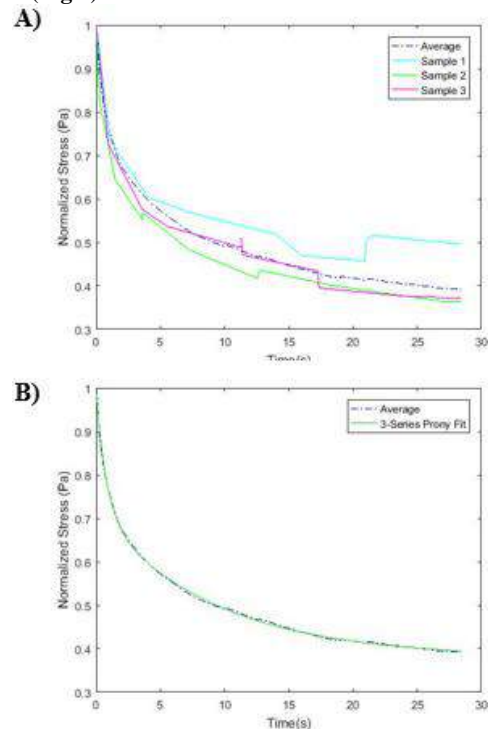 A)
Average
Sample 1
Sample 2
Sample 3
1
0.9
0.8
0.7
0.6
0.5
0.4
0.3
Normalized Stress (Pa)
0 5 10 15 20 25 30
Time(s)
B)
Average
3-Series Prony Fit
1
0.9
0.8
0.7
0.6
0.5
0.4
0.3
Normalized Stress (Pa)
0 5 10 15 20 25 30
Time(s)